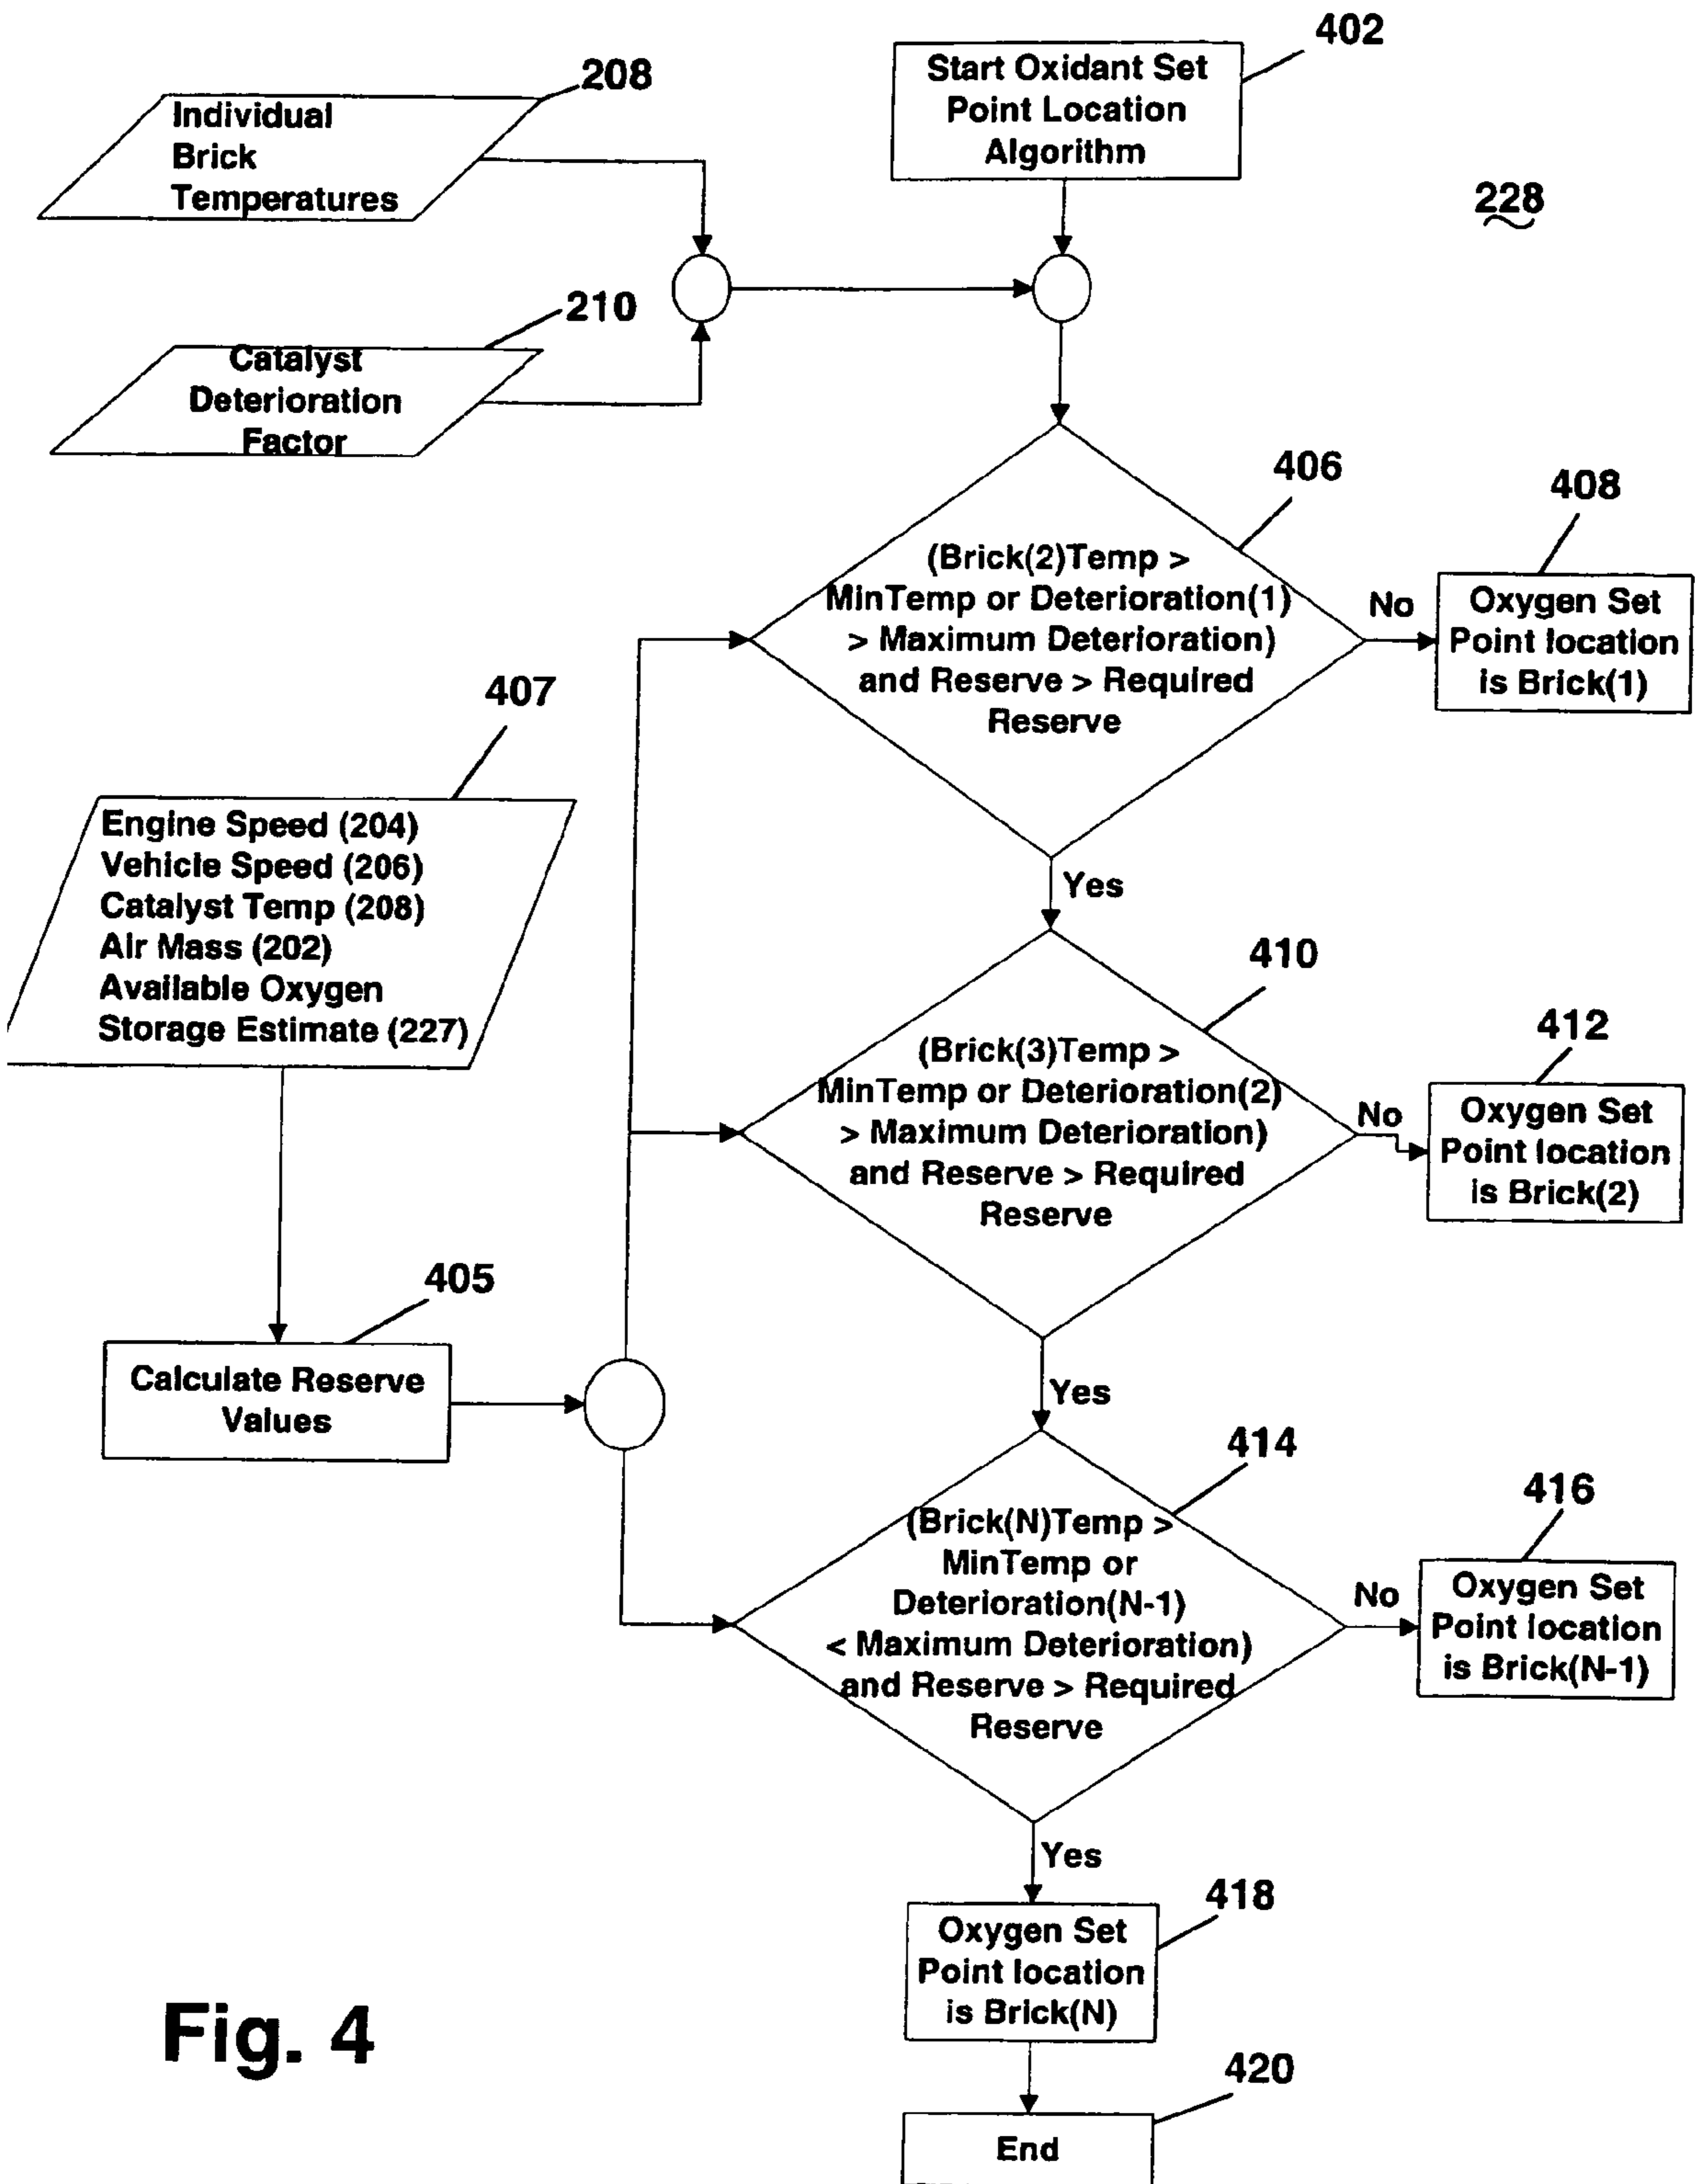 402
Start Oxidant Set
Point Location
Algorithm
208
Individual
Brick
Temperatures
228
210
Catalyst
Deterioration
Factor
406
(Brick(2)Temp >
MinTemp or Deterioration(1)
> Maximum Deterioration)
and Reserve > Required
Reserve
No
408
Oxygen Set
Point location
is Brick(1)
Yes
407
Engine Speed (204)
Vehicle Speed (206)
Catalyst Temp (208)
Air Mass (202)
Available Oxygen
Storage Estimate (227)
410
(Brick(3)Temp >
MinTemp or Deterioration(2)
> Maximum Deterioration)
and Reserve > Required
Reserve
No
412
Oxygen Set
Point location
is Brick(2)
Yes
405
Calculate Reserve
Values
414
(Brick(N)Temp >
MinTemp or
Deterioration(N-1)
< Maximum Deterioration)
and Reserve > Required
Reserve
No
416
Oxygen Set
Point location
is Brick(N-1)
Yes
418
Oxygen Set
Point location
is Brick(N)
420
End
Fig. 4